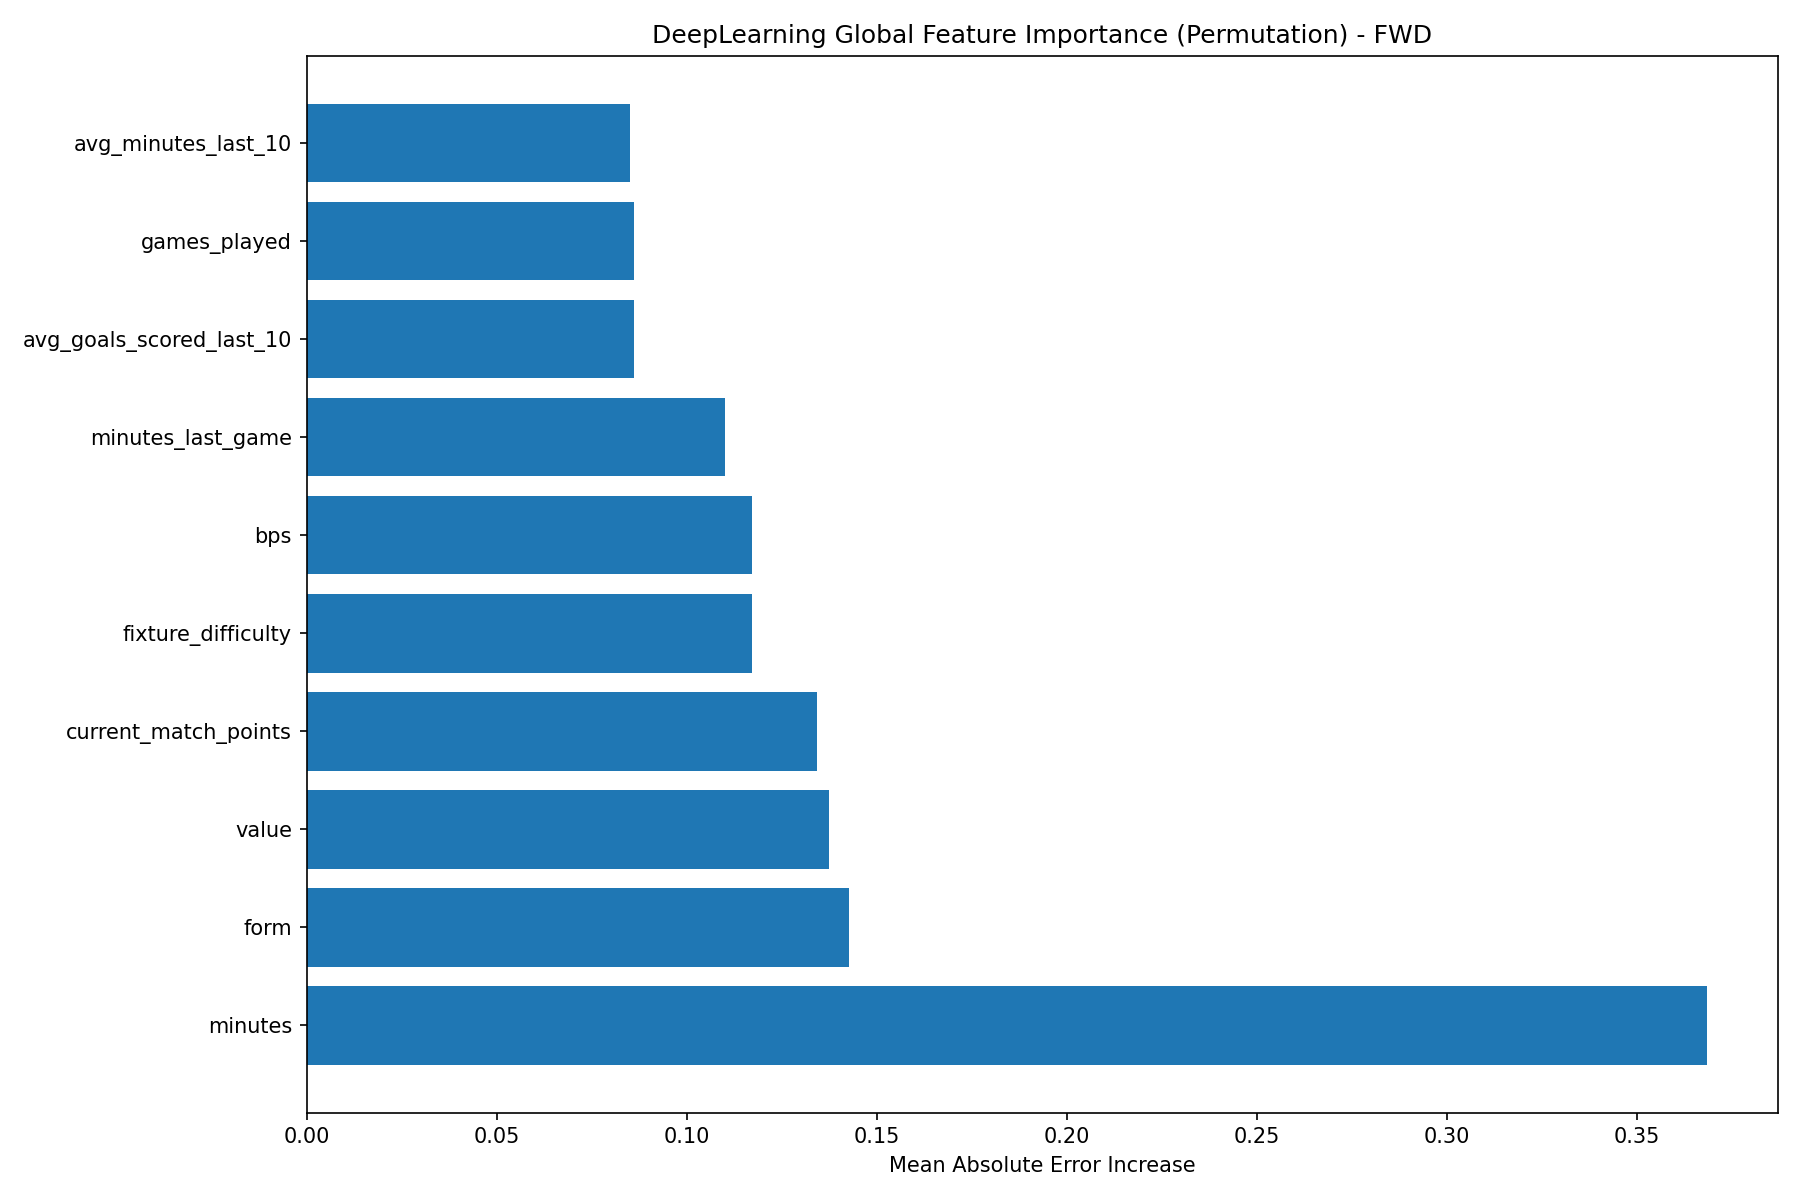 DeepLearning Global Feature Importance (Permutation) - FWD
avg_minutes_last_10
games_played
avg_goals_scored_last_10
minutes_last_game
bps
fixture_difficulty
current_match_points
value
form
minutes
0.00 0.05 0.10 0.15 0.20 0.25 0.30 0.35
Mean Absolute Error Increase